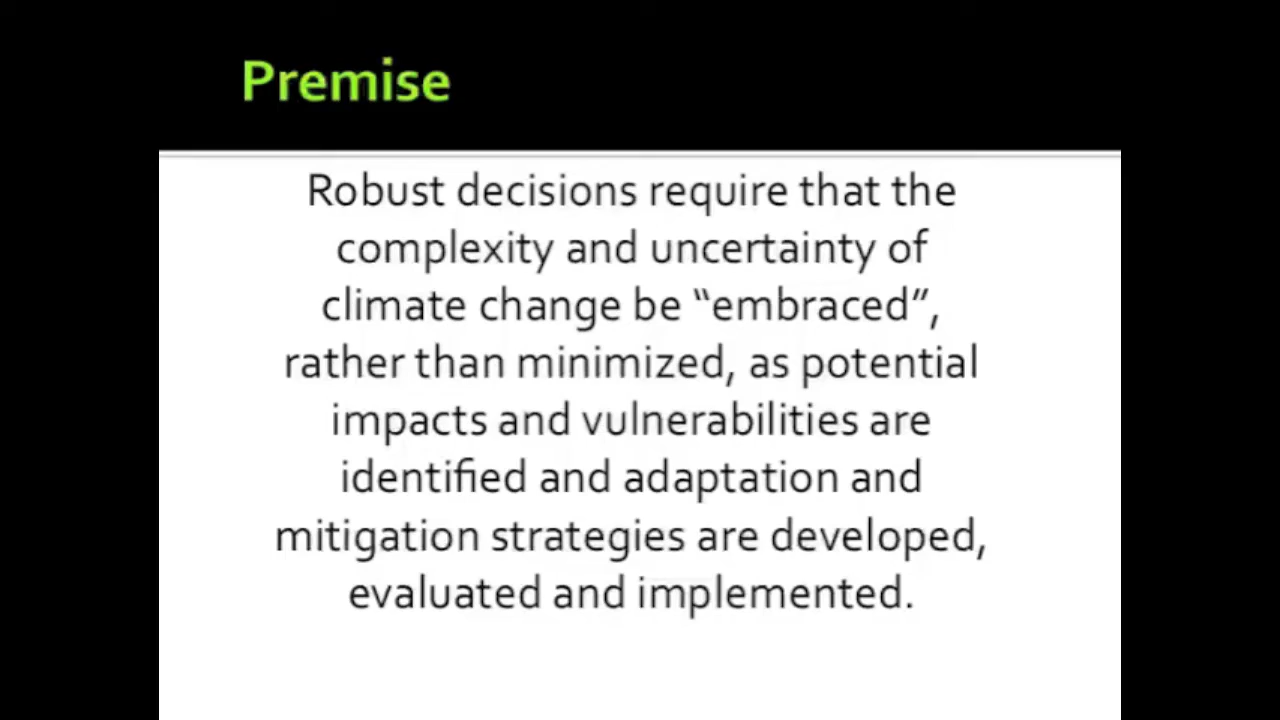 Premise
Robust decisions require that the
complexity and uncertainty of
climate change be “embraced”,
rather than minimized, as potential
impacts and vulnerabilities are
identified and adaptation and
mitigation strategies are developed,
evaluated and implemented.